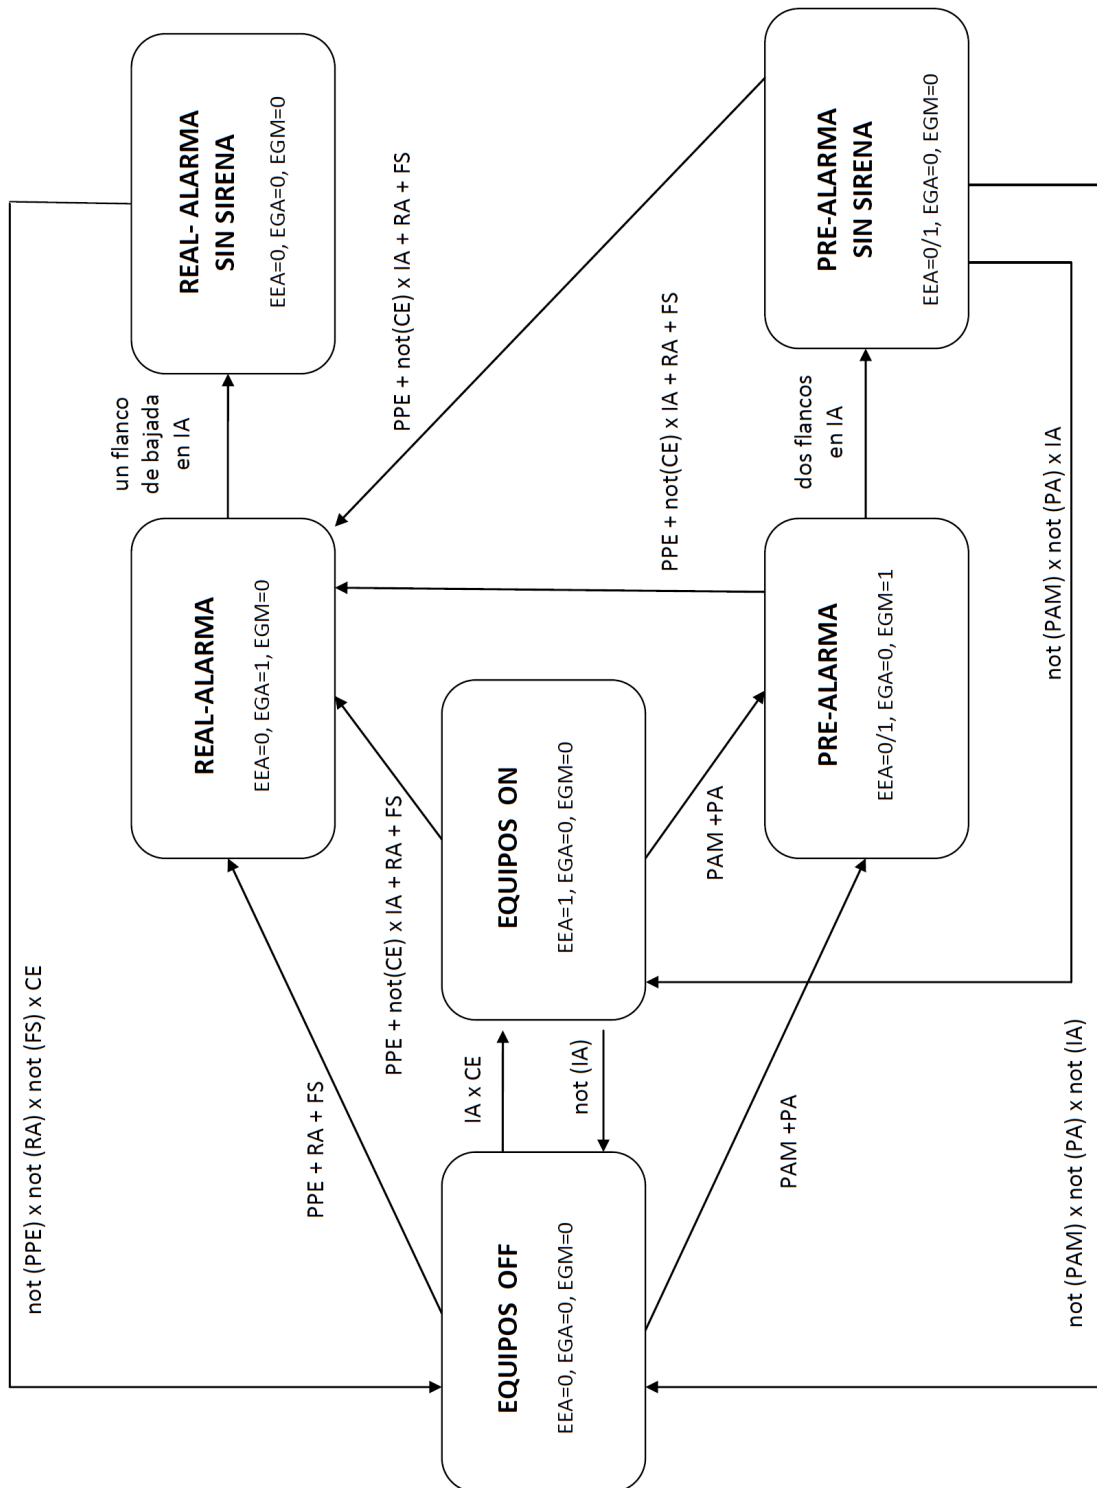 not (PPE) x not (RA) x not (FS) x CE
REAL-ALARMA
EEA=0, EGA=1, EGM=0
un flanco
de bajada
en IA
REAL- ALARMA
SIN SIRENA
EEA=0, EGA=0, EGM=0
PPE + RA + FS
PPE + not(CE) x IA + RA + FS
PPE + not(CE) x IA + RA + FS
EQUIPOS OFF
EEA=0, EGA=0, EGM=0
IA x CE
not (IA)
EQUIPOS ON
EEA=1, EGA=0, EGM=0
PPE + not(CE) x IA + RA + FS
PAM +PA
PAM +PA
PRE-ALARMA
EEA=0/1, EGA=0, EGM=1
dos flancos
en IA
PRE-ALARMA
SIN SIRENA
EEA=0/1, EGA=0, EGM=0
not (PAM) x not (PA) x IA
not (PAM) x not (PA) x not (IA)